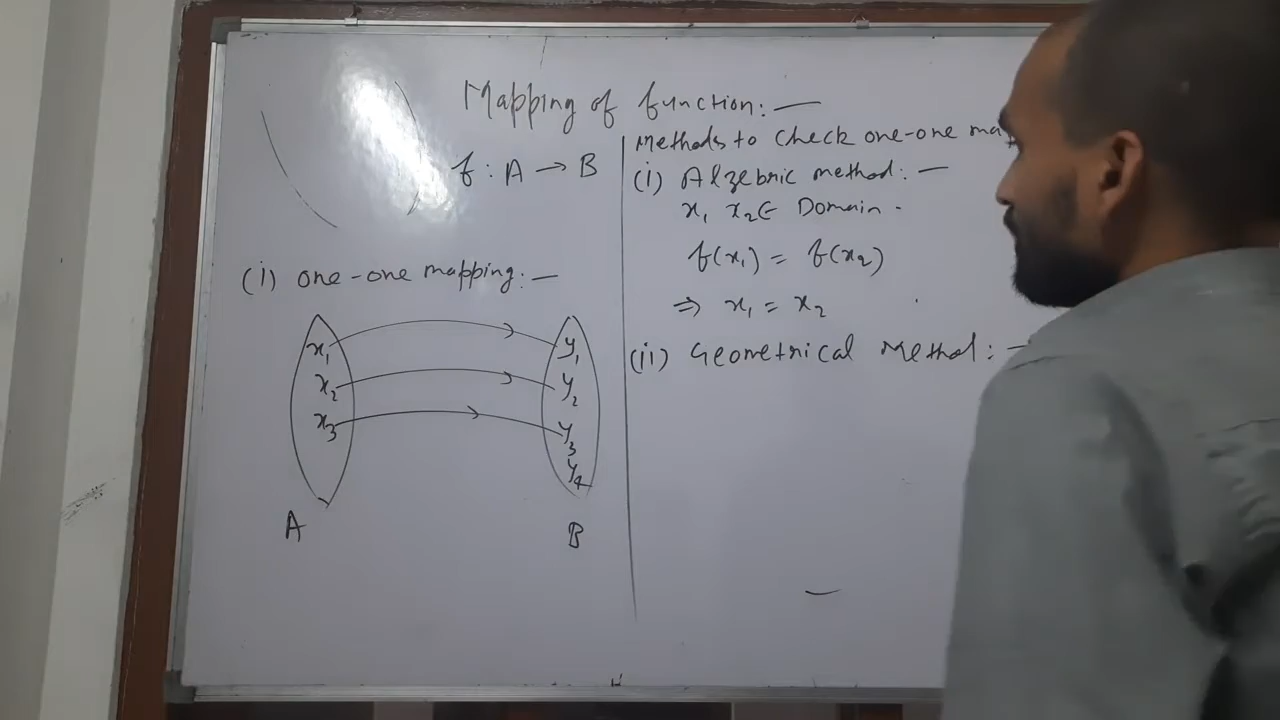 Mapping of function: —
f : A → B
(i) one-one mapping: —
x₁
x₂
x₃
A
y₁
y₂
y₃
y₄
B
Methods to check one-one
(i) Algebric method: —
x₁ x₂ ∈ Domain.
f(x₁) = f(x₂)
⇒ x₁ = x₂
(ii) Geometrical Method: —